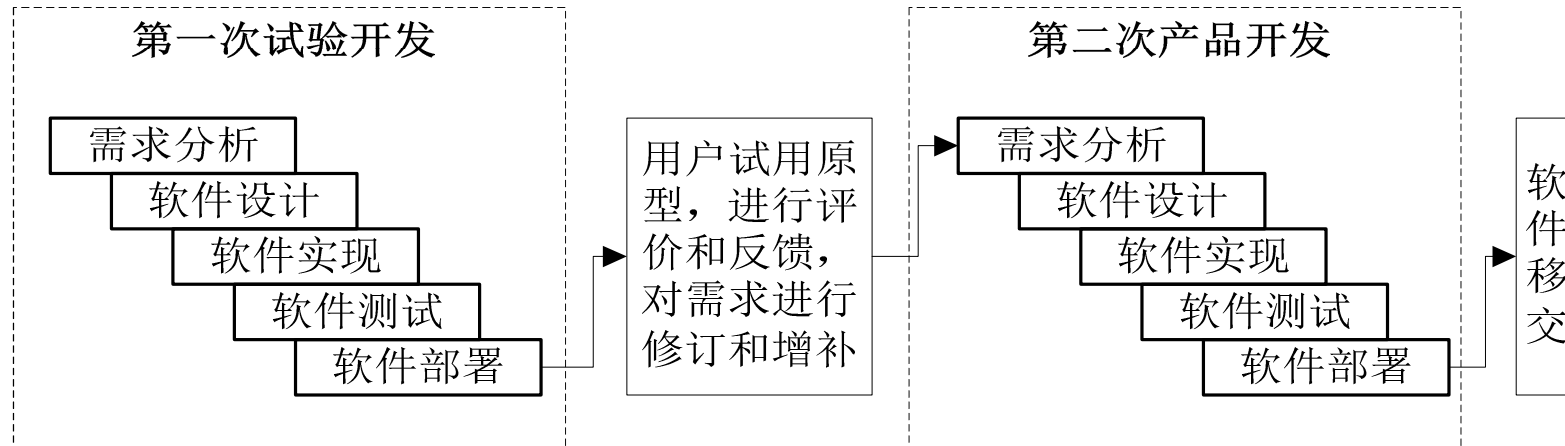 第一次试验开发
需求分析
软件设计
软件实现
软件测试
软件部署
用户试用原
型，进行评
价和反馈，
对需求进行
修订和增补
第二次产品开发
需求分析
软件设计
软件实现
软件测试
软件部署
软
件
移
交